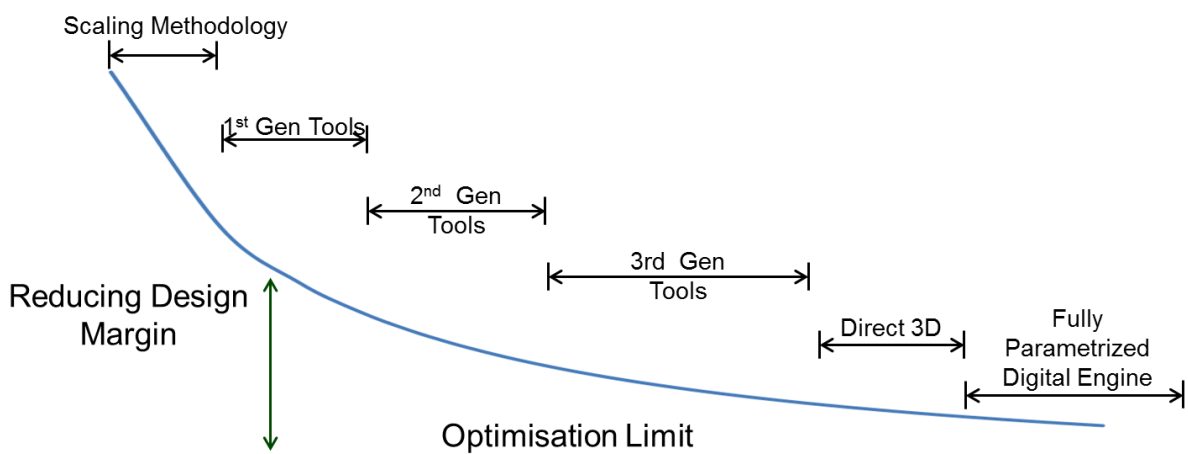 Scaling Methodology
1st Gen Tools
2nd Gen
Tools
3rd Gen
Tools
Direct 3D
Fully
Parametrized
Digital Engine
Reducing Design
Margin
Optimisation Limit